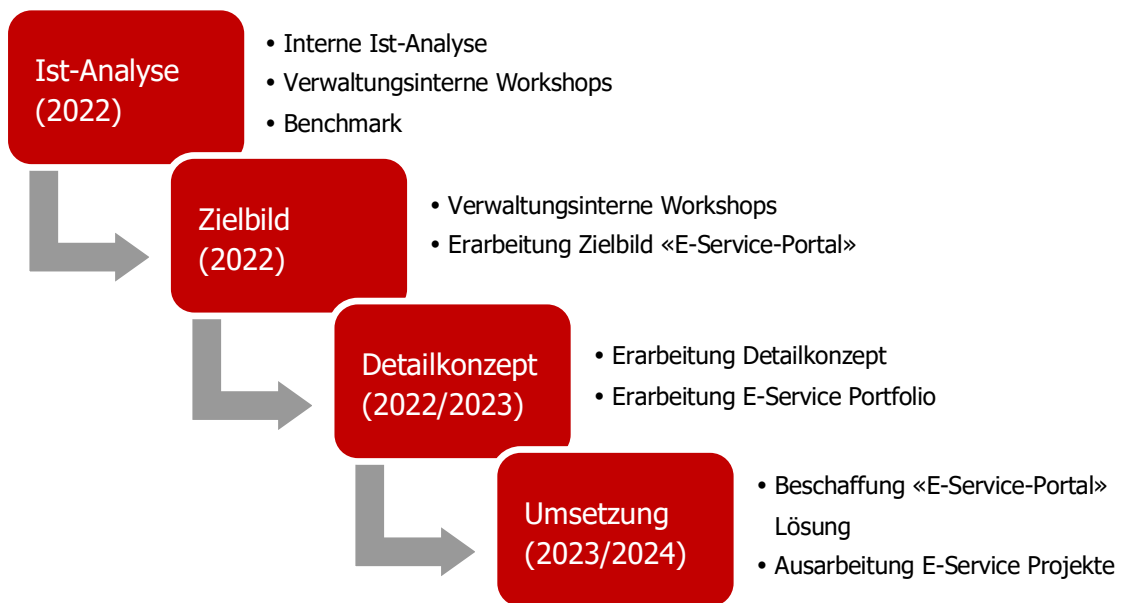 Ist-Analyse
(2022)
• Interne Ist-Analyse
• Verwaltungsinterne Workshops
• Benchmark
Zielbild
(2022)
• Verwaltungsinterne Workshops
• Erarbeitung Zielbild «E-Service-Portal»
Detailkonzept
(2022/2023)
• Erarbeitung Detailkonzept
• Erarbeitung E-Service Portfolio
Umsetzung
(2023/2024)
• Beschaffung «E-Service-Portal»
Lösung
• Ausarbeitung E-Service Projekte